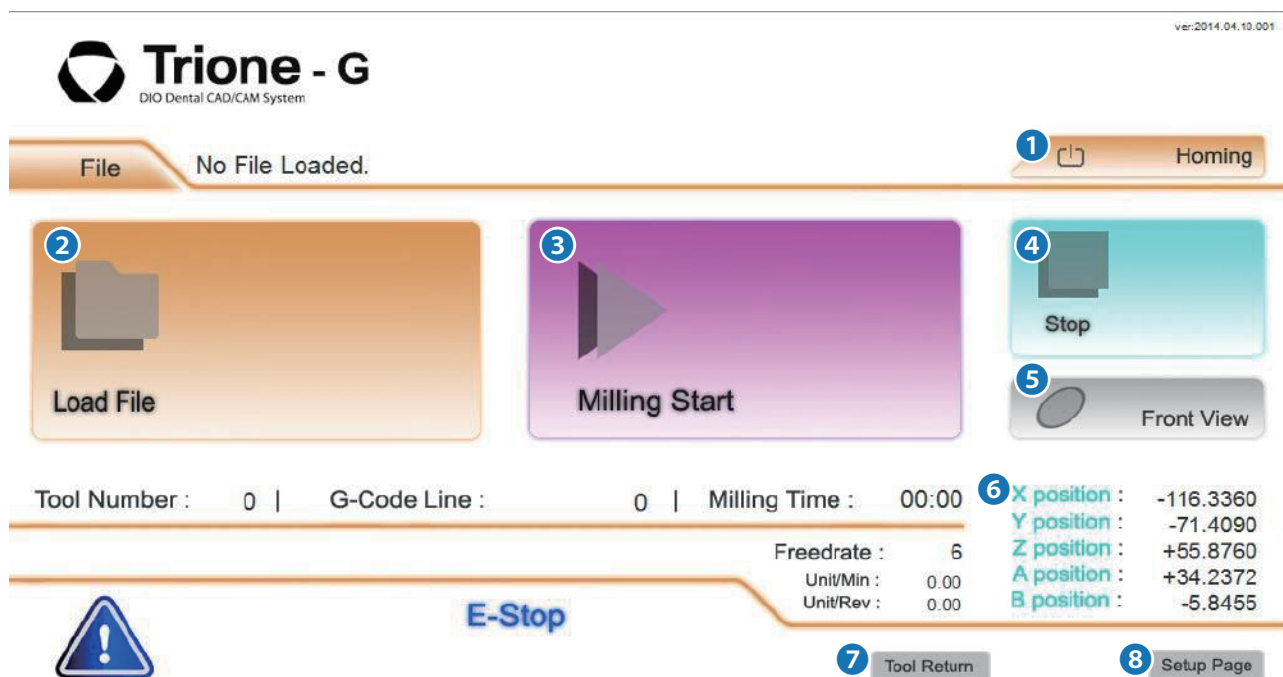 ver:2014.04.10.001
Trione - G
DIO Dental CAD/CAM System
File No File Loaded.
1 Homing
2 Load File
3 Milling Start
4 Stop
5 Front View
Tool Number : 0 | G-Code Line : 0 | Milling Time : 00:00
6 X position : -116.3360
Y position : -71.4090
Z position : +55.8760
A position : +34.2372
B position : -5.8455
Freedrate : 6
Unit/Min : 0.00
Unit/Rev : 0.00
E-Stop
7 Tool Return
8 Setup Page